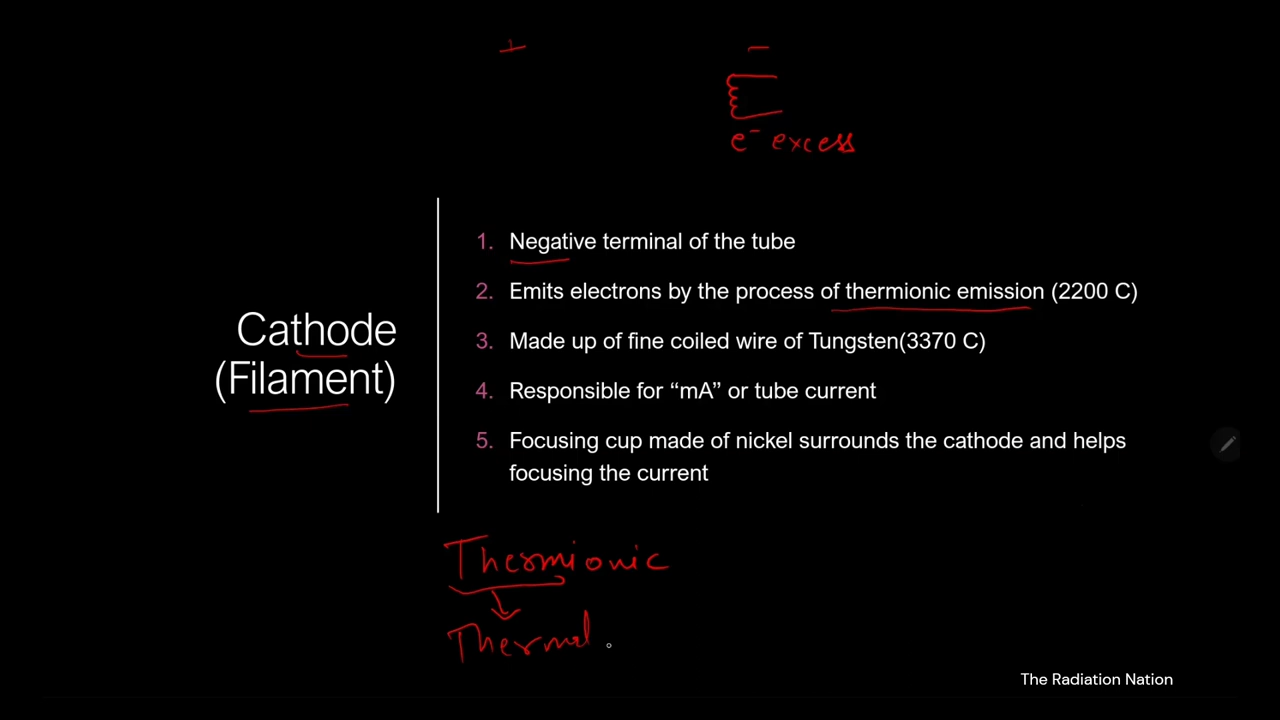 + -
e⁻ excess
Cathode
(Filament)
1. Negative terminal of the tube
2. Emits electrons by the process of thermionic emission (2200 C)
3. Made up of fine coiled wire of Tungsten(3370 C)
4. Responsible for “mA” or tube current
5. Focusing cup made of nickel surrounds the cathode and helps
focusing the current
Thermionic
Thermal
The Radiation Nation